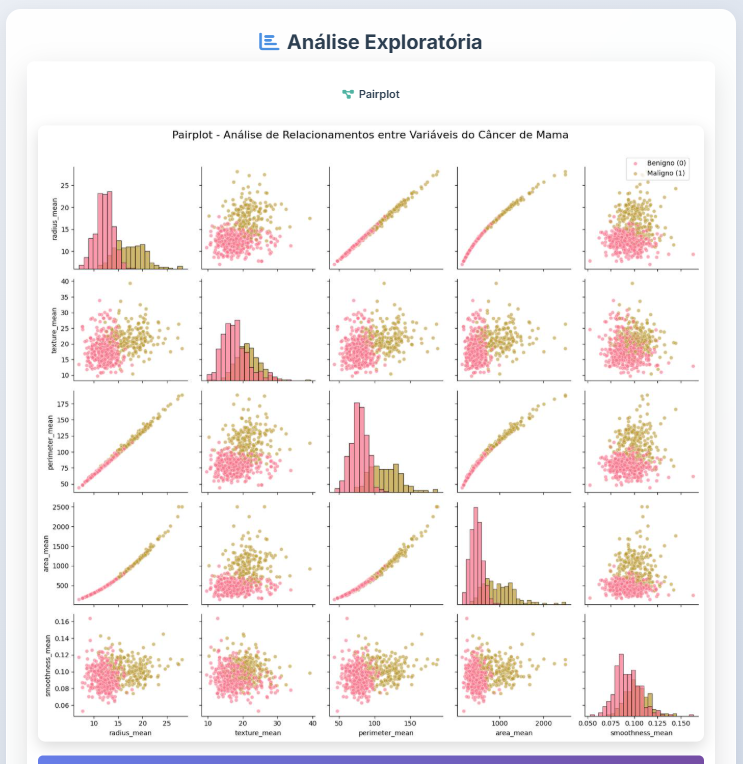 Análise Exploratória
Pairplot
Pairplot - Análise de Relacionamentos entre Variáveis do Câncer de Mama
Benigno (0)
Maligno (1)
radius_mean
25
20
15
10
texture_mean
40
35
30
25
20
15
10
perimeter_mean
175
150
125
100
75
50
area_mean
2500
2000
1500
1000
500
smoothness_mean
0.16
0.14
0.12
0.10
0.08
0.06
10 15 20 25
10 20 30 40
50 100 150
1000 2000
0.050 0.075 0.100 0.125 0.150
radius_mean
texture_mean
perimeter_mean
area_mean
smoothness_mean